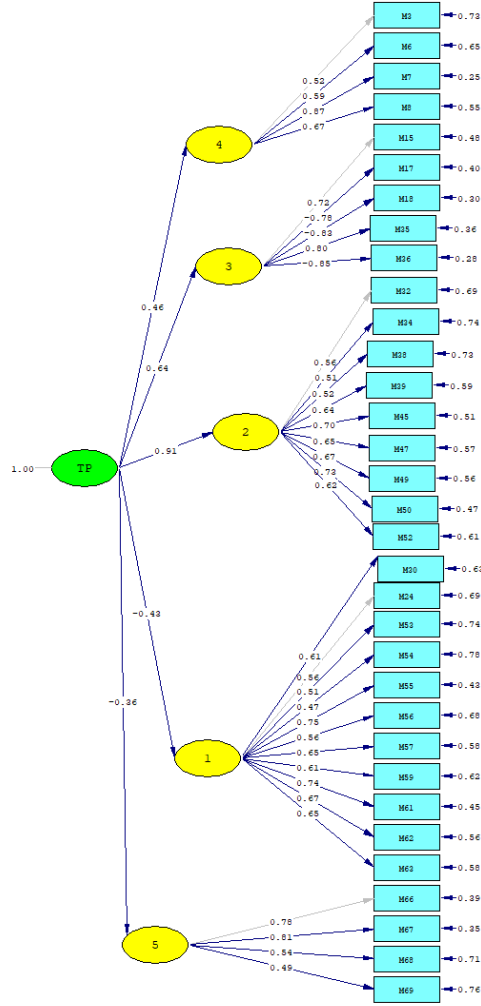 M3 0.73
M6 0.65
M7 0.25
M8 0.55
0.52
0.59
0.87
0.67
4
M15 0.48
M17 0.40
M18 0.30
M35 0.36
M36 0.28
0.72
-0.78
-0.83
0.80
-0.85
3
M32 0.69
M34 0.74
M38 0.73
M39 0.59
M45 0.51
M47 0.57
M49 0.56
M50 0.47
M52 0.61
0.56
0.51
0.52
0.64
0.70
0.65
0.67
0.73
0.62
2
0.46
0.64
0.91
1.00 TP
-0.43
-0.36
M30 0.63
M24 0.69
M53 0.74
M54 0.78
M55 0.43
M56 0.68
M57 0.58
M59 0.62
M61 0.45
M62 0.56
M63 0.58
0.61
0.56
0.51
0.47
0.75
0.56
0.65
0.61
0.74
0.67
0.65
1
M66 0.39
M67 0.35
M68 0.71
M69 0.76
0.78
0.81
0.54
0.49
5